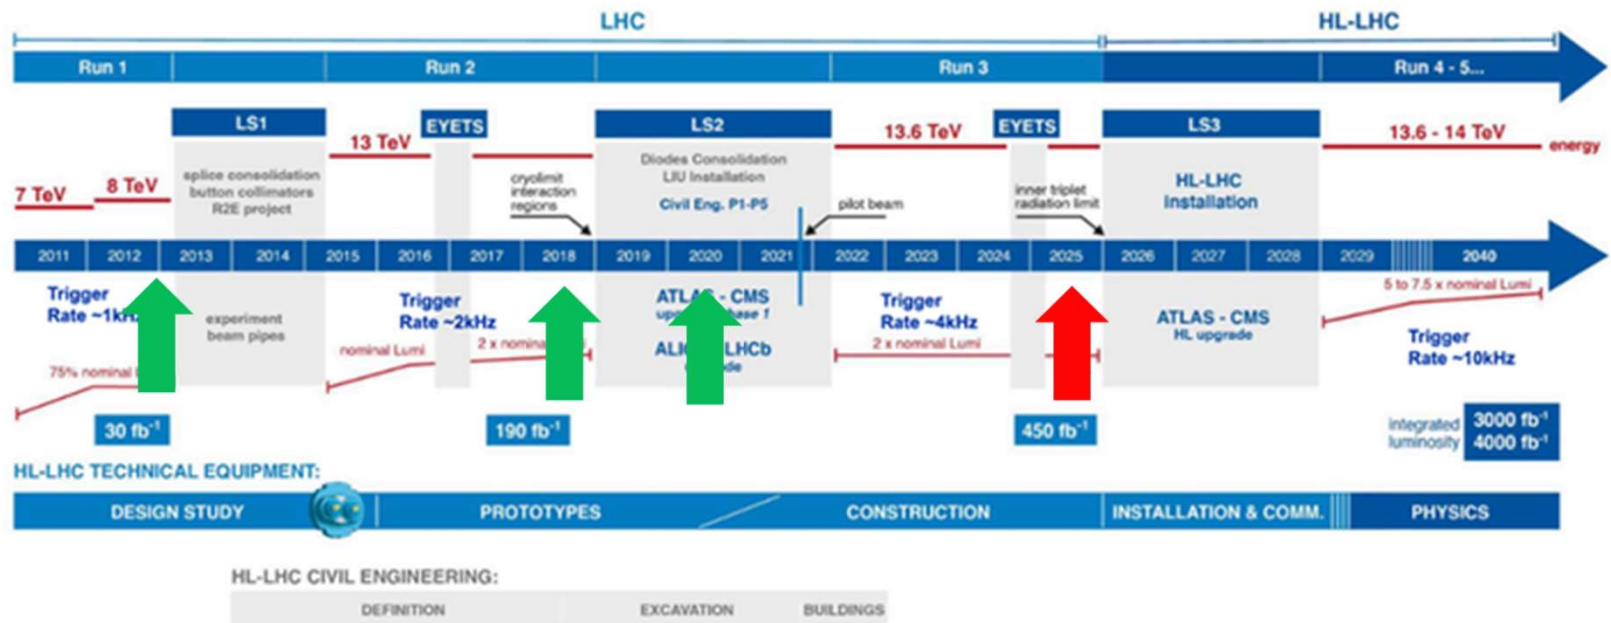 LHC
HL-LHC
Run 1
Run 2
Run 3
Run 4 - 5...
LS1
EYETS
LS2
EYETS
LS3
13 TeV
13.6 TeV
13.6 - 14 TeV
energy
7 TeV
8 TeV
splice consolidation
button collimators
R2E project
cryolimit
interaction
regions
Diodes Consolidation
LIU Installation
Civil Eng. P1-P5
pilot beam
inner triplet
radiation limit
HL-LHC
installation
2011
2012
2013
2014
2015
2016
2017
2018
2019
2020
2021
2022
2023
2024
2025
2026
2027
2028
2029
2040
Trigger
Rate ~1kHz
experiment
beam pipes
Trigger
Rate ~2kHz
ATLAS - CMS
Trigger
Rate ~4kHz
ATLAS - CMS
HL upgrade
5 to 7.5 x nominal Lumi
Trigger
Rate ~10kHz
75% nominal
nominal Lumi
2 x
LHCb
2 x nominal Lumi
30 fb⁻¹
190 fb⁻¹
450 fb⁻¹
integrated
luminosity
3000 fb⁻¹
4000 fb⁻¹
HL-LHC TECHNICAL EQUIPMENT:
DESIGN STUDY
PROTOTYPES
CONSTRUCTION
INSTALLATION & COMM.
PHYSICS
HL-LHC CIVIL ENGINEERING:
DEFINITION
EXCAVATION
BUILDINGS